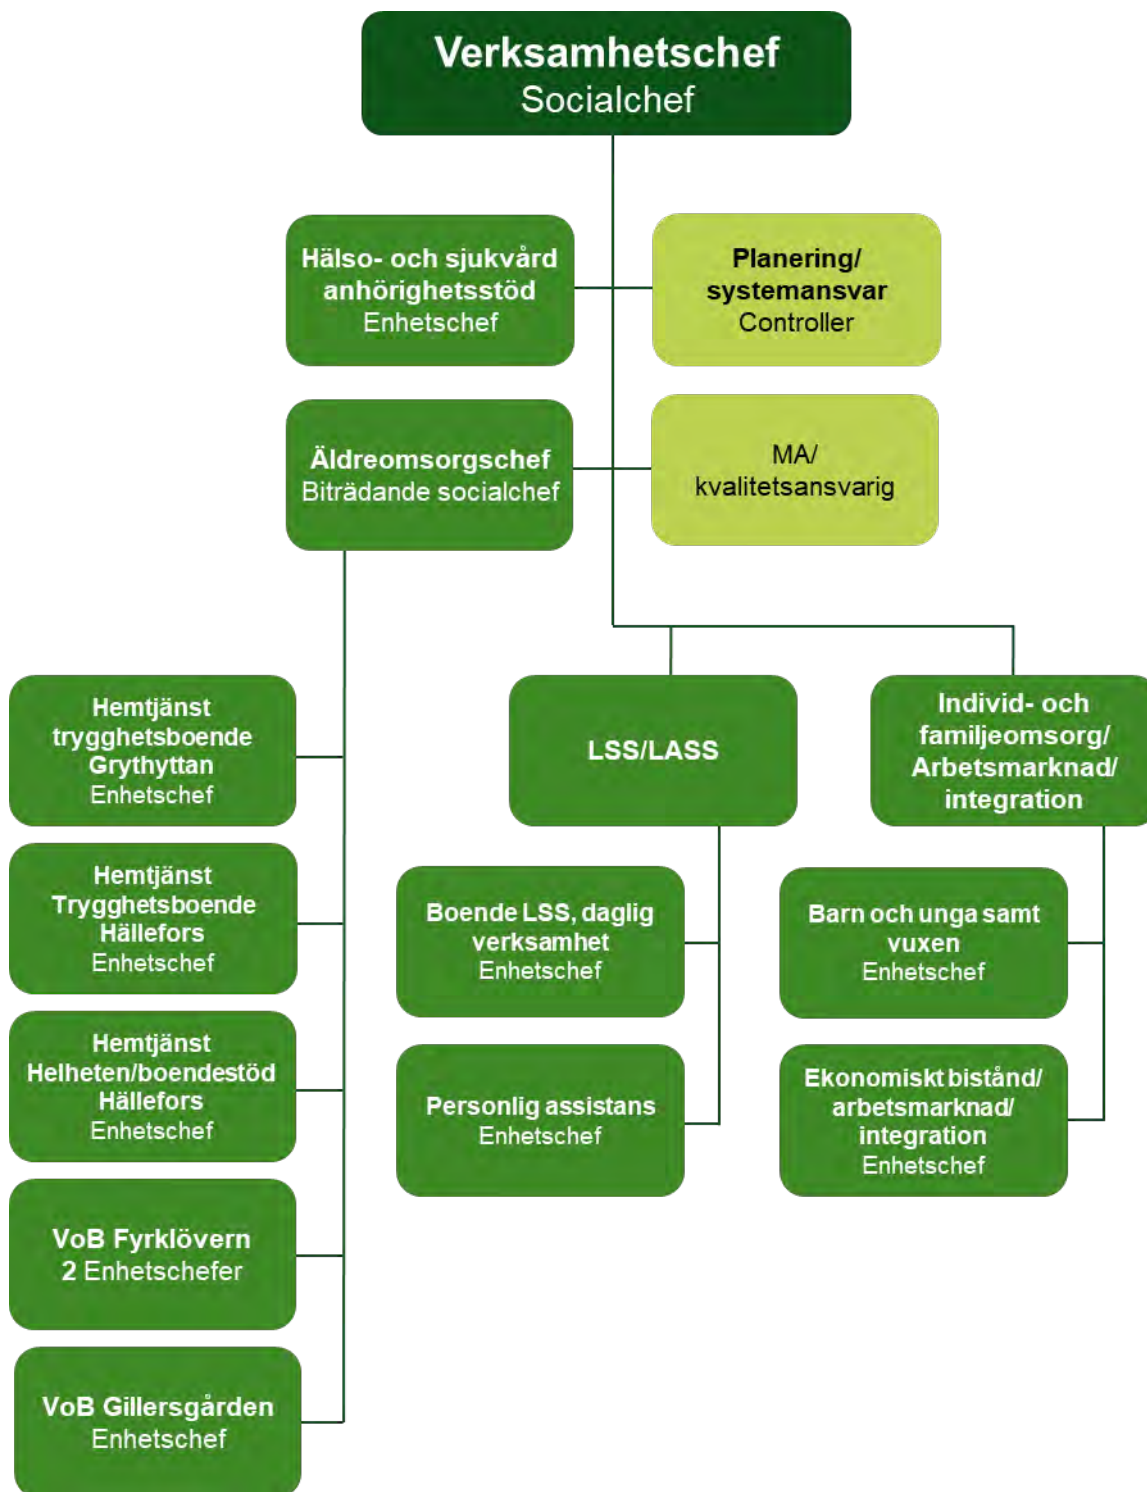 Verksamhetschef
Socialchef
Hälso- och sjukvård
anhörighetsstöd
Enhetschef
Planering/
systemansvar
Controller
Äldreomsorgschef
Biträdande socialchef
MA/
kvalitetsansvarig
Hemtjänst
trygghetsboende
Grythyttan
Enhetschef
Hemtjänst
Trygghetsboende
Hällefors
Enhetschef
Hemtjänst
Helheten/boendestöd
Hällefors
Enhetschef
VoB Fyrklövern
2 Enhetschefer
VoB Gillersgården
Enhetschef
LSS/LASS
Boende LSS, daglig
verksamhet
Enhetschef
Personlig assistans
Enhetschef
Individ- och
familjeomsorg/
Arbetsmarknad/
integration
Barn och unga samt
vuxen
Enhetschef
Ekonomiskt bistånd/
arbetsmarknad/
integration
Enhetschef